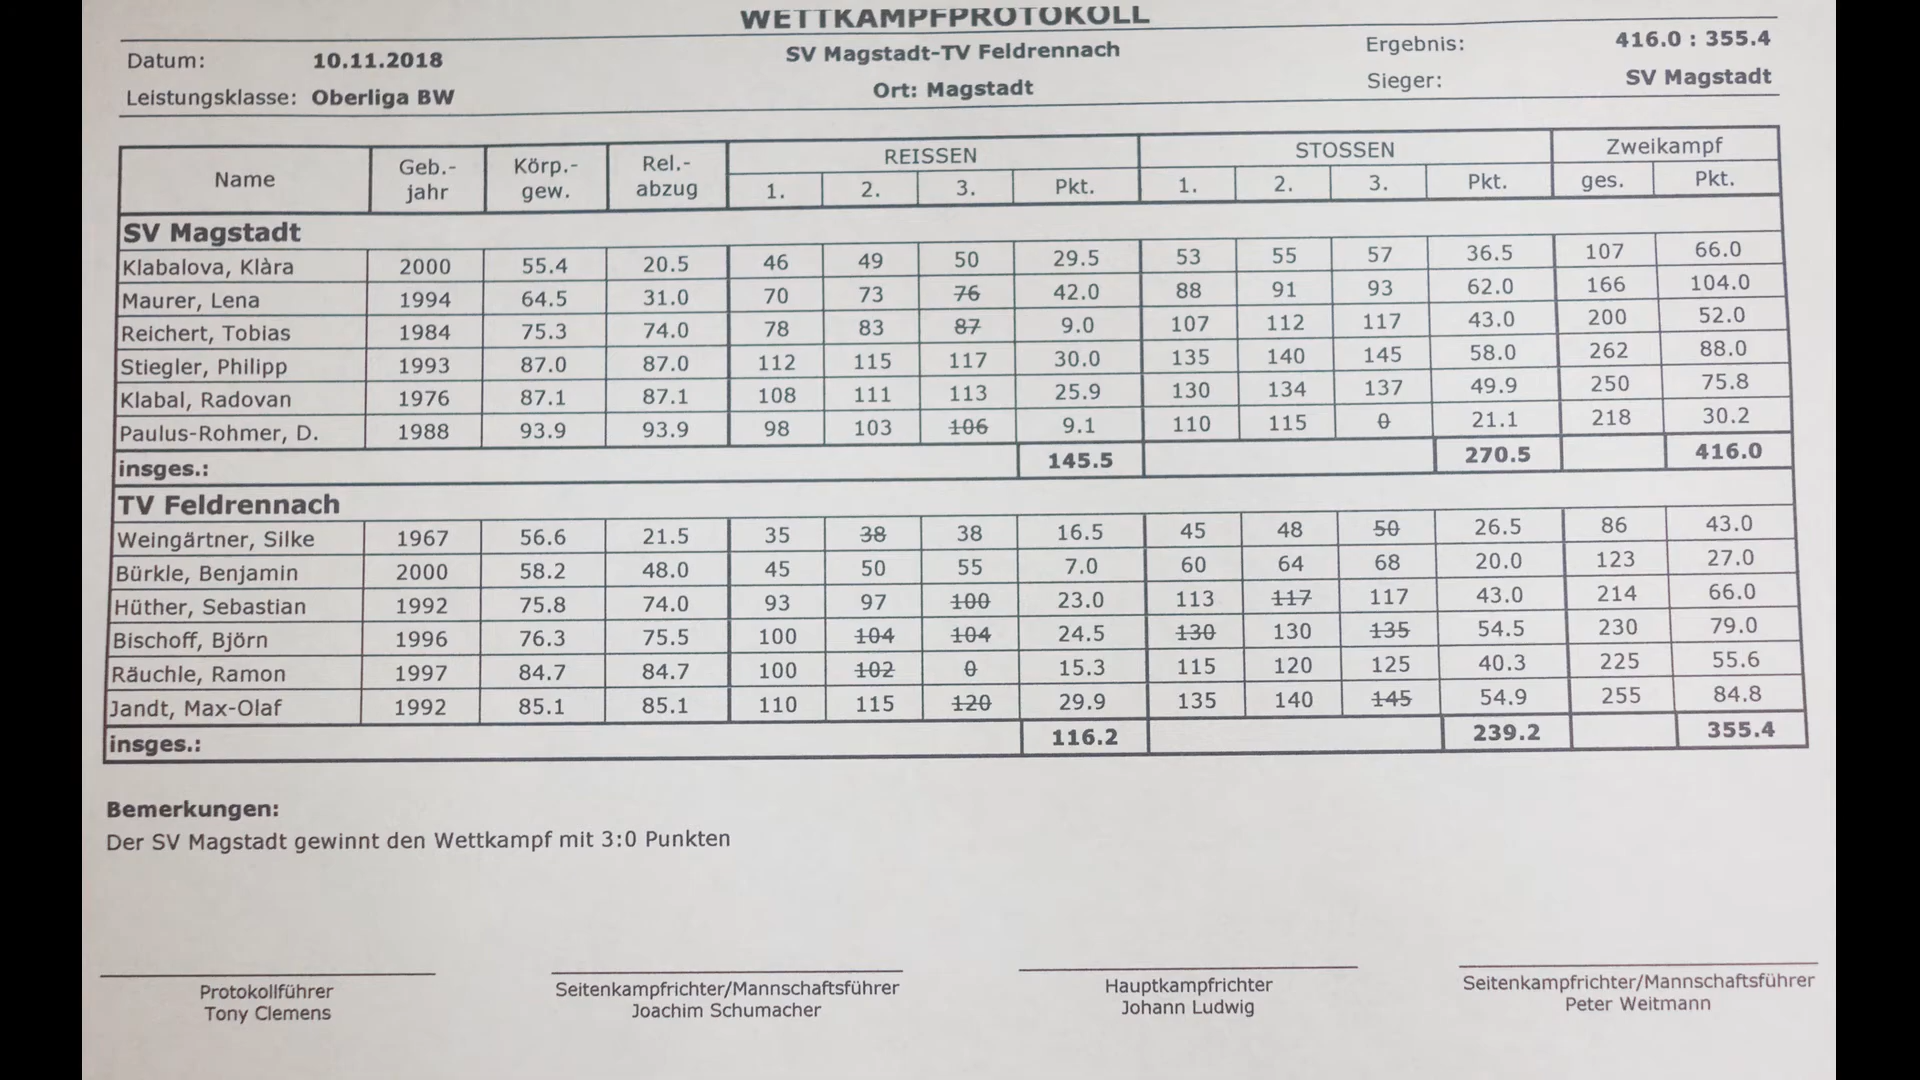 WETTKAMPFPROTOKOLL
Datum: 10.11.2018 SV Magstadt-TV Feldrennach Ergebnis: 416.0 : 355.4
Leistungsklasse: Oberliga BW Ort: Magstadt Sieger: SV Magstadt
Name Geb.-jahr Körp.-gew. Rel.-abzug REISSEN STOSSEN Zweikampf
1. 2. 3. Pkt. 1. 2. 3. Pkt. ges. Pkt.
SV Magstadt
Klabalova, Klàra 2000 55.4 20.5 46 49 50 29.5 53 55 57 36.5 107 66.0
Maurer, Lena 1994 64.5 31.0 70 73 76 42.0 88 91 93 62.0 166 104.0
Reichert, Tobias 1984 75.3 74.0 78 83 87 9.0 107 112 117 43.0 200 52.0
Stiegler, Philipp 1993 87.0 87.0 112 115 117 30.0 135 140 145 58.0 262 88.0
Klabal, Radovan 1976 87.1 87.1 108 111 113 25.9 130 134 137 49.9 250 75.8
Paulus-Rohmer, D. 1988 93.9 93.9 98 103 106 9.1 110 115 0 21.1 218 30.2
insges.: 145.5 270.5 416.0
TV Feldrennach
Weingärtner, Silke 1967 56.6 21.5 35 38 38 16.5 45 48 50 26.5 86 43.0
Bürkle, Benjamin 2000 58.2 48.0 45 50 55 7.0 60 64 68 20.0 123 27.0
Hüther, Sebastian 1992 75.8 74.0 93 97 100 23.0 113 117 117 43.0 214 66.0
Bischoff, Björn 1996 76.3 75.5 100 104 104 24.5 130 130 135 54.5 230 79.0
Räuchle, Ramon 1997 84.7 84.7 100 102 0 15.3 115 120 125 40.3 225 55.6
Jandt, Max-Olaf 1992 85.1 85.1 110 115 120 29.9 135 140 145 54.9 255 84.8
insges.: 116.2 239.2 355.4
Bemerkungen:
Der SV Magstadt gewinnt den Wettkampf mit 3:0 Punkten
Protokollführer Seitenkampfrichter/Mannschaftsführer Hauptkampfrichter Seitenkampfrichter/Mannschaftsführer
Tony Clemens Joachim Schumacher Johann Ludwig Peter Weitmann